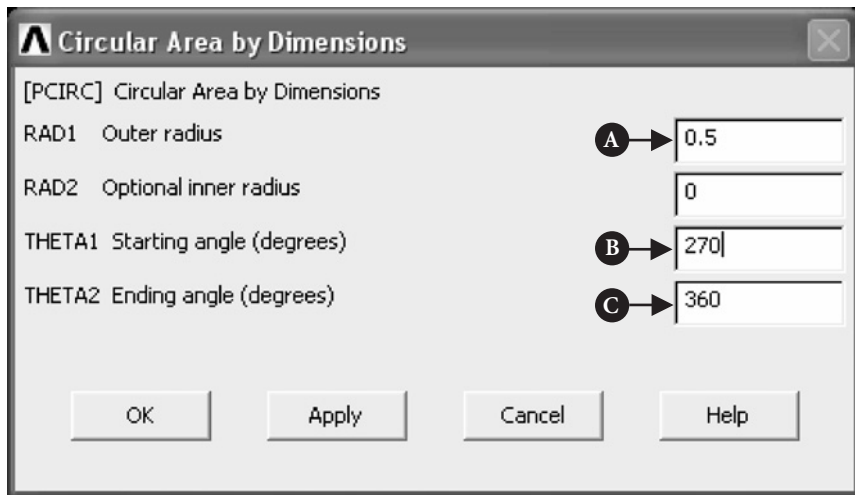 Circular Area by Dimensions
[PCIRC] Circular Area by Dimensions
RAD1 Outer radius A 0.5
RAD2 Optional inner radius 0
THETA1 Starting angle (degrees) B 270
THETA2 Ending angle (degrees) C 360
OK Apply Cancel Help